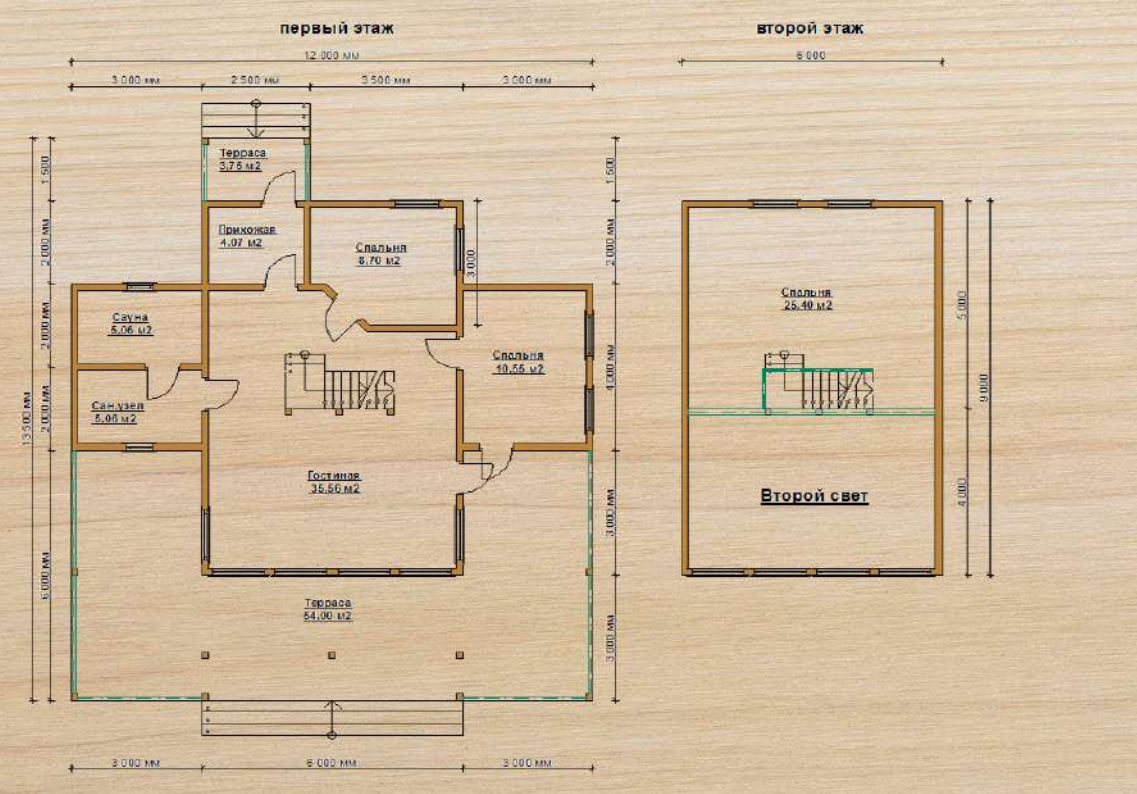 первый этаж
второй этаж
12 000 мм
6 000
3 000 мм
2 500 мм
3 500 мм
3 000 мм
1 500
Терраса
3,75 м2
1 500
2 000 мм
Прихожая
4.07 м2
Спальня
8,70 м2
3 000
2 000 мм
2 000 мм
Сауна
5,06 м2
Спальня
10,55 м2
4 000 мм
Спальня
25,40 м2
5 000
9 000
13 500 мм
2 000 мм
Сан.узел
5,06 м2
Гостиная
35,56 м2
3 000 мм
Второй свет
4 000
6 000 мм
Терраса
54,00 м2
3 000 мм
3 000 мм
6 000 мм
3 000 мм